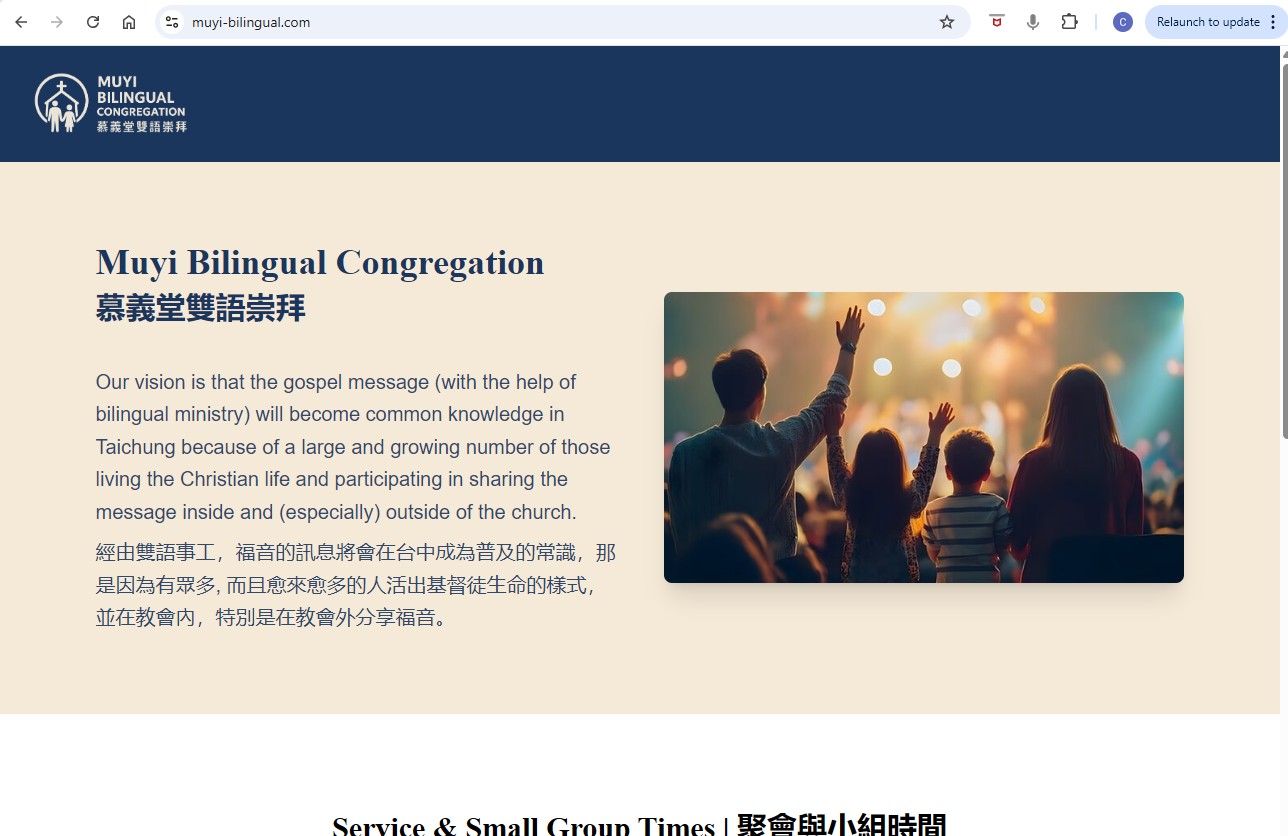 muyi-bilingual.com
C
Relaunch to update
MUYI
BILINGUAL
CONGREGATION
慕義堂雙語崇拜
Muyi Bilingual Congregation
慕義堂雙語崇拜
Our vision is that the gospel message (with the help of
bilingual ministry) will become common knowledge in
Taichung because of a large and growing number of those
living the Christian life and participating in sharing the
message inside and (especially) outside of the church.
經由雙語事工，福音的訊息將會在台中成為普及的常識，那
是因為有眾多, 而且愈來愈多的人活出基督徒生命的樣式，
並在教會內，特別是在教會外分享福音。
Service & Small Group Times | 聚會與小組時間